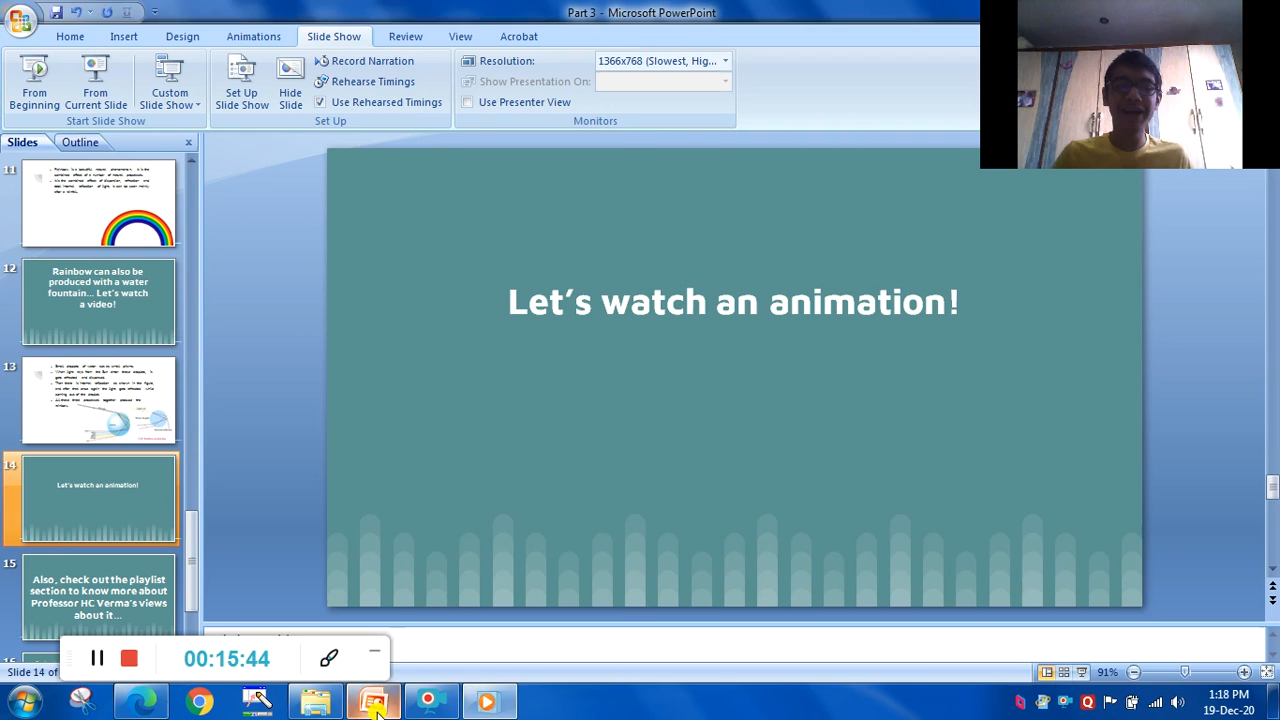 Part 3 - Microsoft PowerPoint
Home Insert Design Animations Slide Show Review View Acrobat
From Beginning
From Current Slide
Custom Slide Show
Start Slide Show
Set Up Slide Show
Hide Slide
Record Narration
Rehearse Timings
Use Rehearsed Timings
Set Up
Resolution: 1366x768 (Slowest, Hig...
Show Presentation On:
Use Presenter View
Monitors
Slides Outline
11
12
Rainbow can also be
produced with a water
fountain... Let's watch
a video!
13
14
Let's watch an animation!
15
Also, check out the playlist
section to know more about
Professor HC Verma's views
about it...
Let's watch an animation!
00:15:44
Slide 14 of
91%
1:18 PM
19-Dec-20